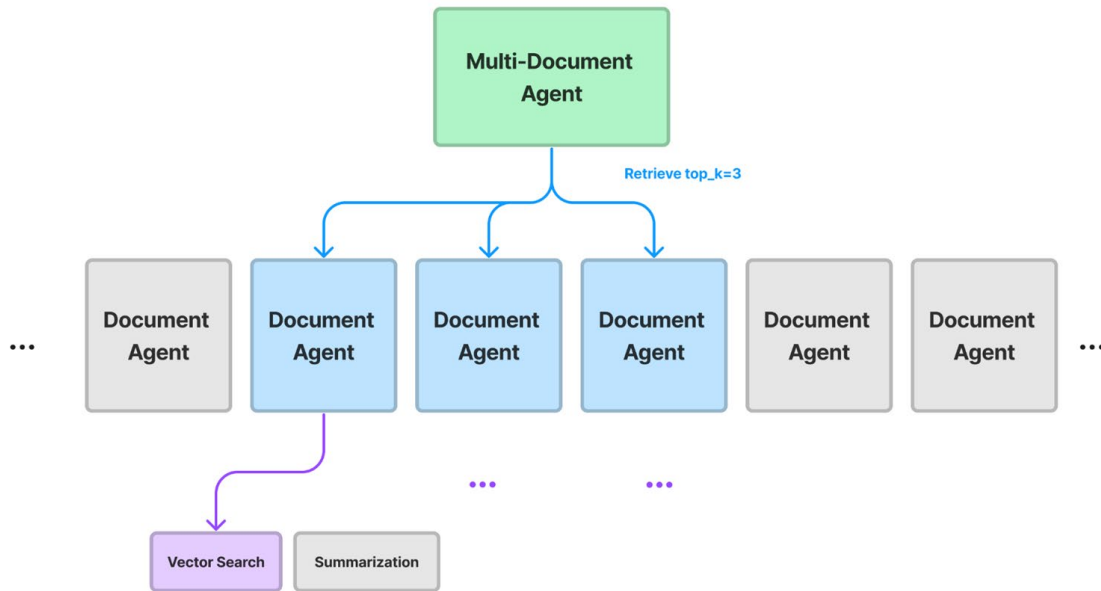 Multi-Document
Agent
Retrieve top_k=3
...
Document
Agent
Document
Agent
Document
Agent
Document
Agent
Document
Agent
Document
Agent
...
...
...
Vector Search
Summarization